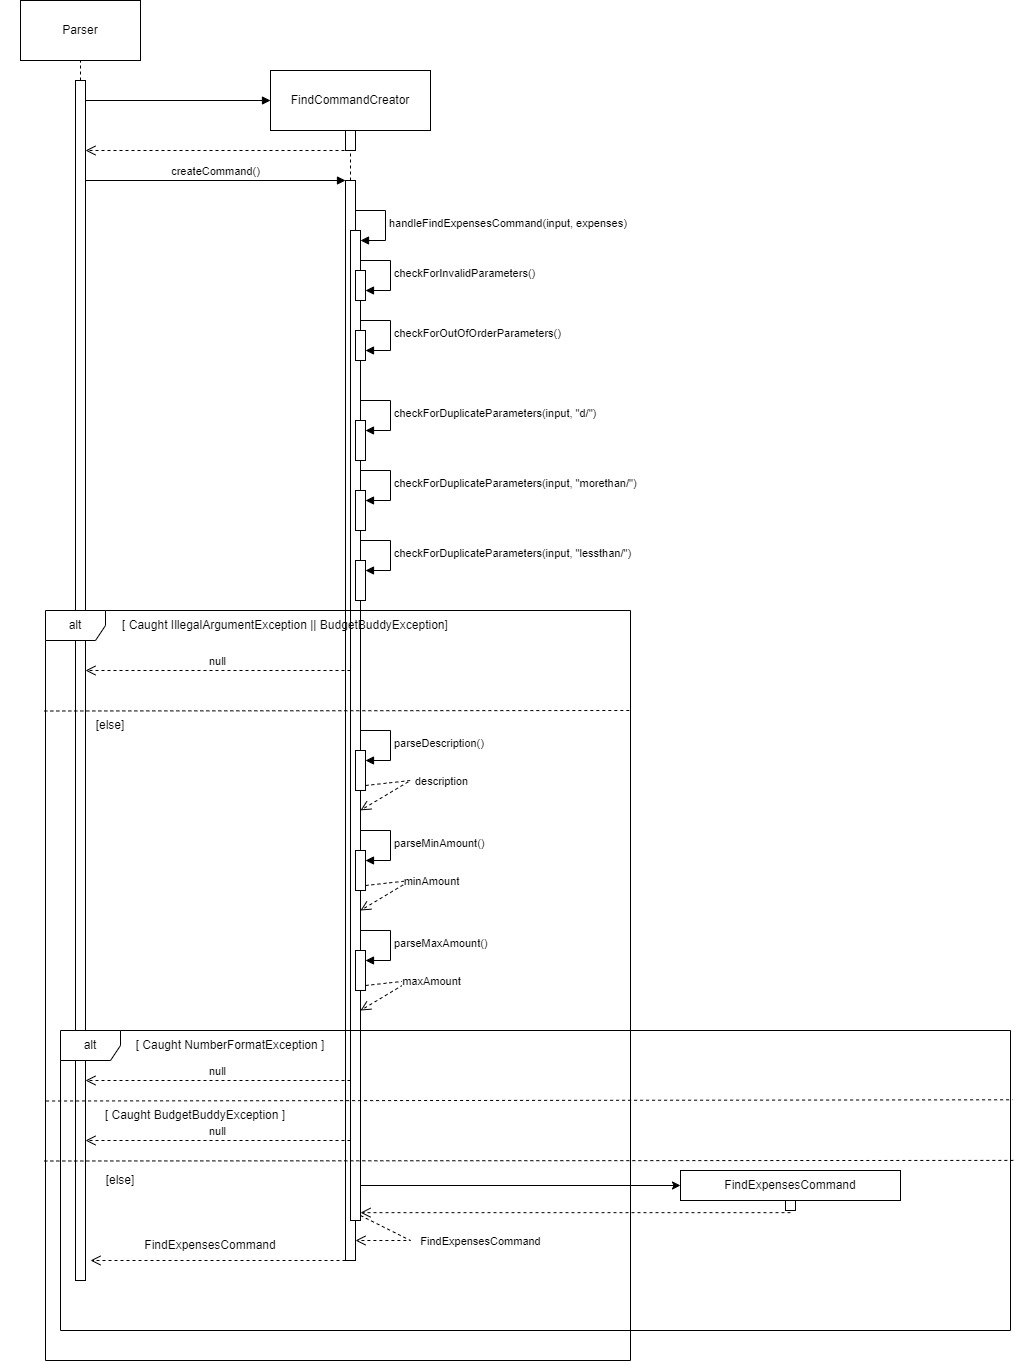 Parser
FindCommandCreator
createCommand()
handleFindExpensesCommand(input, expenses)
checkForInvalidParameters()
checkForOutOfOrderParameters()
checkForDuplicateParameters(input, "d/")
checkForDuplicateParameters(input, "morethan/")
checkForDuplicateParameters(input, "lessthan/")
alt
[ Caught IllegalArgumentException || BudgetBuddyException]
null
[else]
parseDescription()
description
parseMinAmount()
minAmount
parseMaxAmount()
maxAmount
alt
[ Caught NumberFormatException ]
null
[ Caught BudgetBuddyException ]
null
[else]
FindExpensesCommand
FindExpensesCommand
FindExpensesCommand